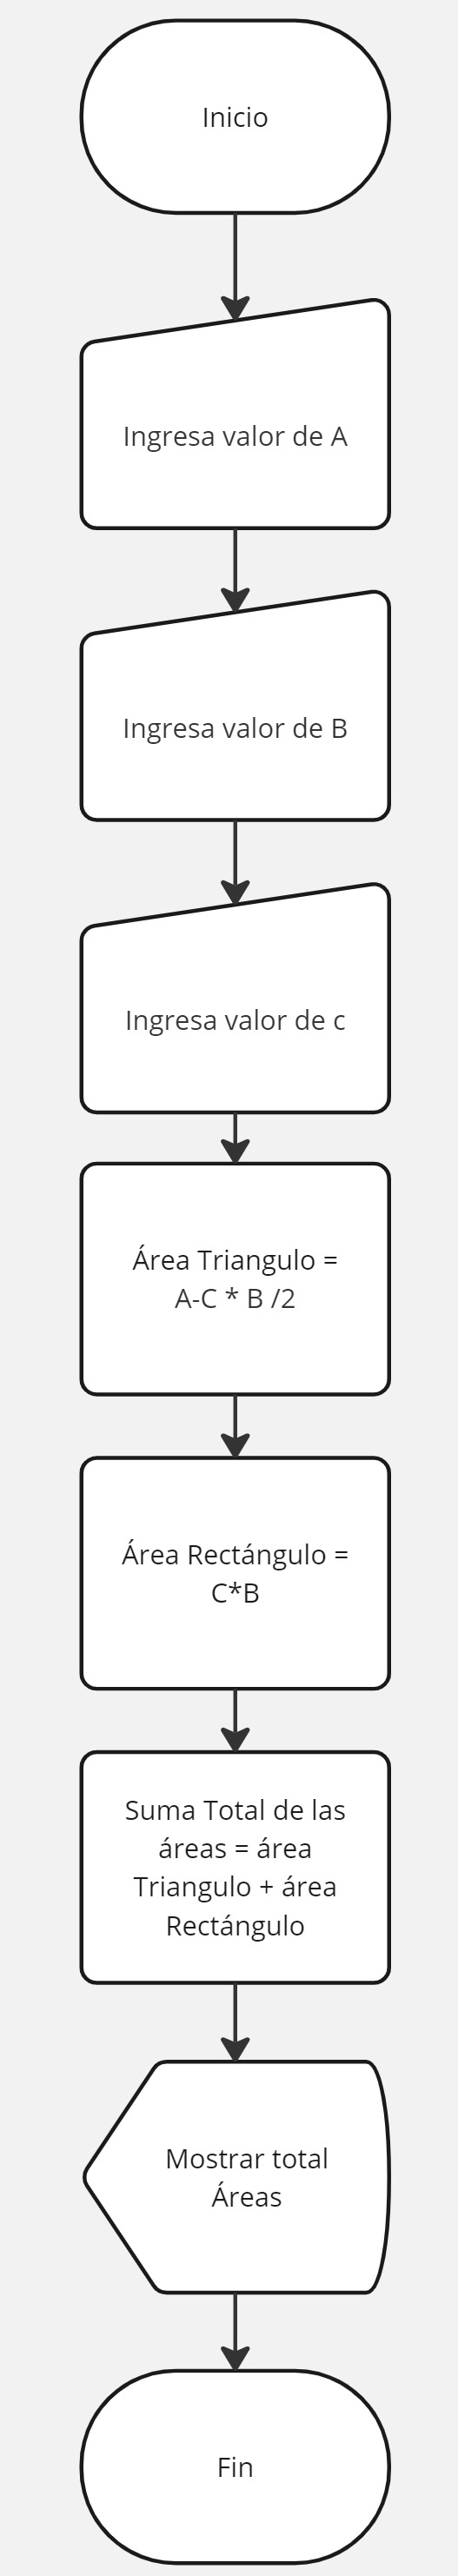 Inicio
Ingresa valor de A
Ingresa valor de B
Ingresa valor de c
Área Triangulo =
A-C * B /2
Área Rectángulo =
C*B
Suma Total de las
áreas = área
Triangulo + área
Rectángulo
Mostrar total
Áreas
Fin